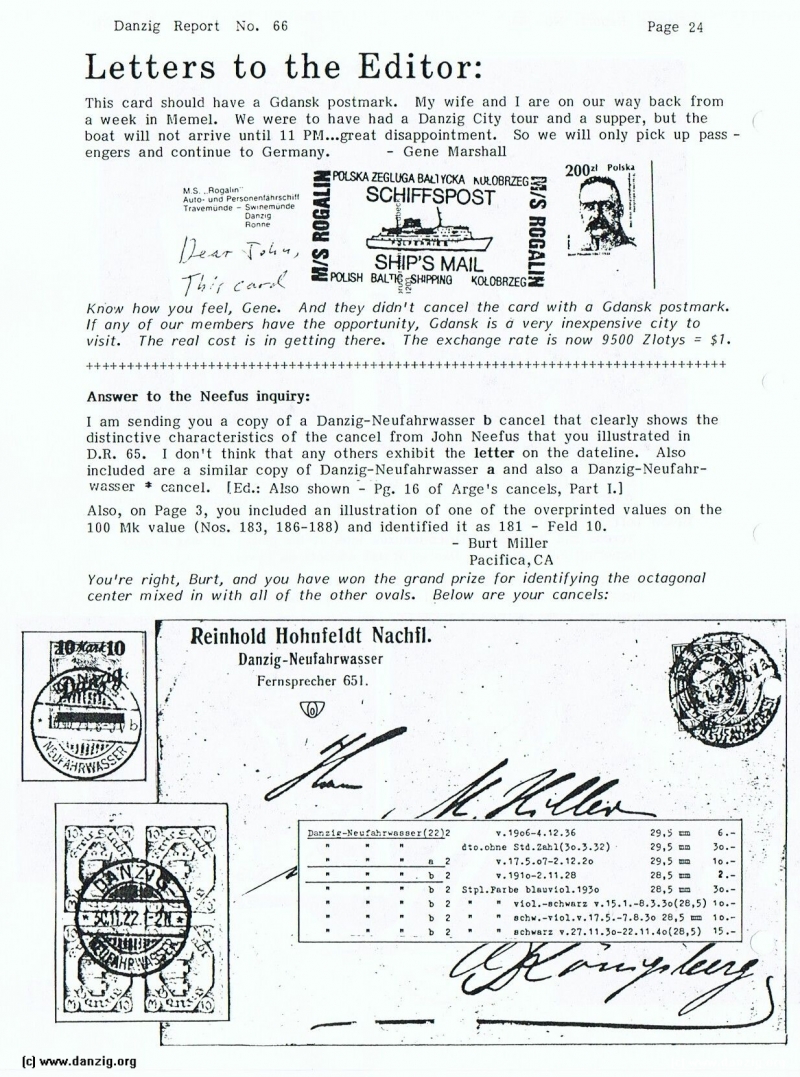 Danzig Report No. 66 Page 24
Letters to the Editor:
This card should have a Gdansk postmark. My wife and I are on our way back from
a week in Memel. We were to have had a Danzig City tour and a supper, but the
boat will not arrive until 11 PM...great disappointment. So we will only pick up pass -
engers and continue to Germany. - Gene Marshall
M.S. „Rogalin"
Auto- und Personenfährschiff
Travemünde - Swinemünde
Danzig
Rönne
Dear John,
This card
M/S ROGALIN
POLSKA ZEGLUGA BAŁTYCKA KOŁOBRZEG
SCHIFFSPOST
POLFERRIES
SHIP'S MAIL
POLISH BALTIC SHIPPING KOŁOBRZEG
M/S ROGALIN
200zł Polska
Know how you feel, Gene. And they didn't cancel the card with a Gdansk postmark.
If any of our members have the opportunity, Gdansk is a very inexpensive city to
visit. The real cost is in getting there. The exchange rate is now 9500 Zlotys = $1.
++++++++++++++++++++++++++++++++++++++++++++++++++++++++++++++++++++++++++++++++
Answer to the Neefus inquiry:
I am sending you a copy of a Danzig-Neufahrwasser b cancel that clearly shows the
distinctive characteristics of the cancel from John Neefus that you illustrated in
D.R. 65. I don't think that any others exhibit the letter on the dateline. Also
included are a similar copy of Danzig-Neufahrwasser a and also a Danzig-Neufahr-
wasser * cancel. [Ed.: Also shown - Pg. 16 of Arge's cancels, Part I.]
Also, on Page 3, you included an illustration of one of the overprinted values on the
100 Mk value (Nos. 183, 186-188) and identified it as 181 - Feld 10.
- Burt Miller
Pacifica, CA
You're right, Burt, and you have won the grand prize for identifying the octagonal
center mixed in with all of the other ovals. Below are your cancels:
10 Mark 10
Danzig
NEUFAHRWASSER
Reinhold Hohnfeldt Nachfl.
Danzig-Neufahrwasser
Fernsprecher 651.
NEUFAHRWASSER
Danzig-Neufahrwasser(22)2 v.19o6-4.12.36 29,5 mm 6.-
" " " dto.ohne Std.Zahl(3o.3.32) 29,5 mm 3o.-
" " " a 2 v.17.5.o7-2.12.2o 29,5 mm 1o.-
" " " b 2 v.191o-2.11.28 28,5 mm 2.-
" " " b 2 Stpl.Farbe blauviol.193o 28,5 mm 3o.-
" " " b 2 " " viol.-schwarz v.15.1.-8.3.3o(28,5) 1o.-
" " " b 2 " " schw.-viol.v.17.5.-7.8.3o 28,5 mm 1o.-
" " " b 2 " " schwarz v.27.11.3o-22.11.4o(28,5) 15.-
DANZIG
* 30.11.22.1-2N *
NEUFAHRWASSER
Königsberg
(c) www.danzig.org